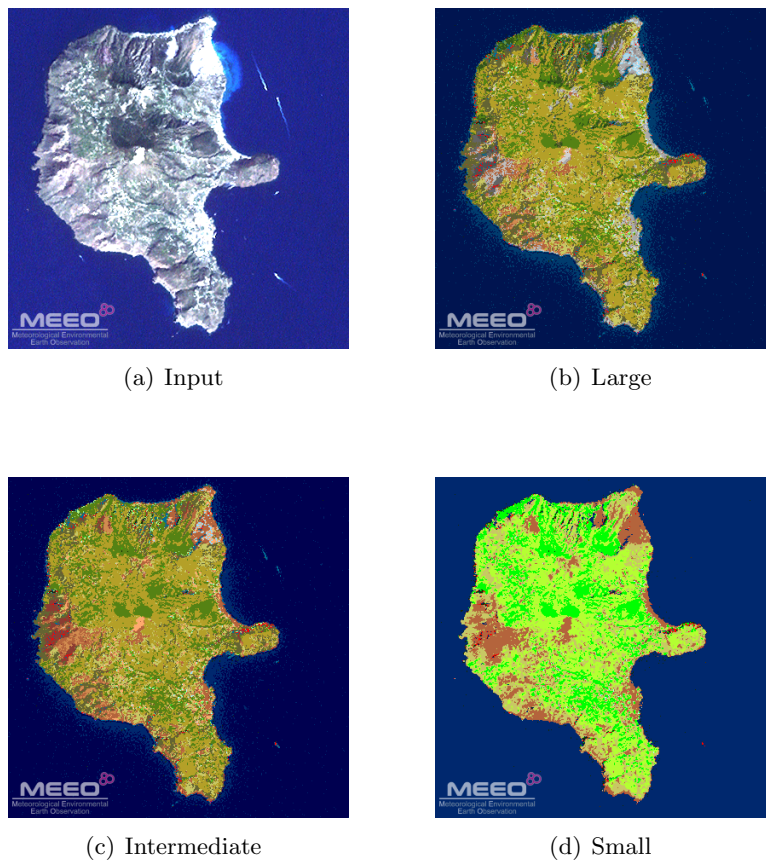 MEEO
Meteorological Environmental
Earth Observation
(a) Input
MEEO
Meteorological Environmental
Earth Observation
(b) Large
MEEO
Meteorological Environmental
Earth Observation
(c) Intermediate
MEEO
Meteorological Environmental
Earth Observation
(d) Small